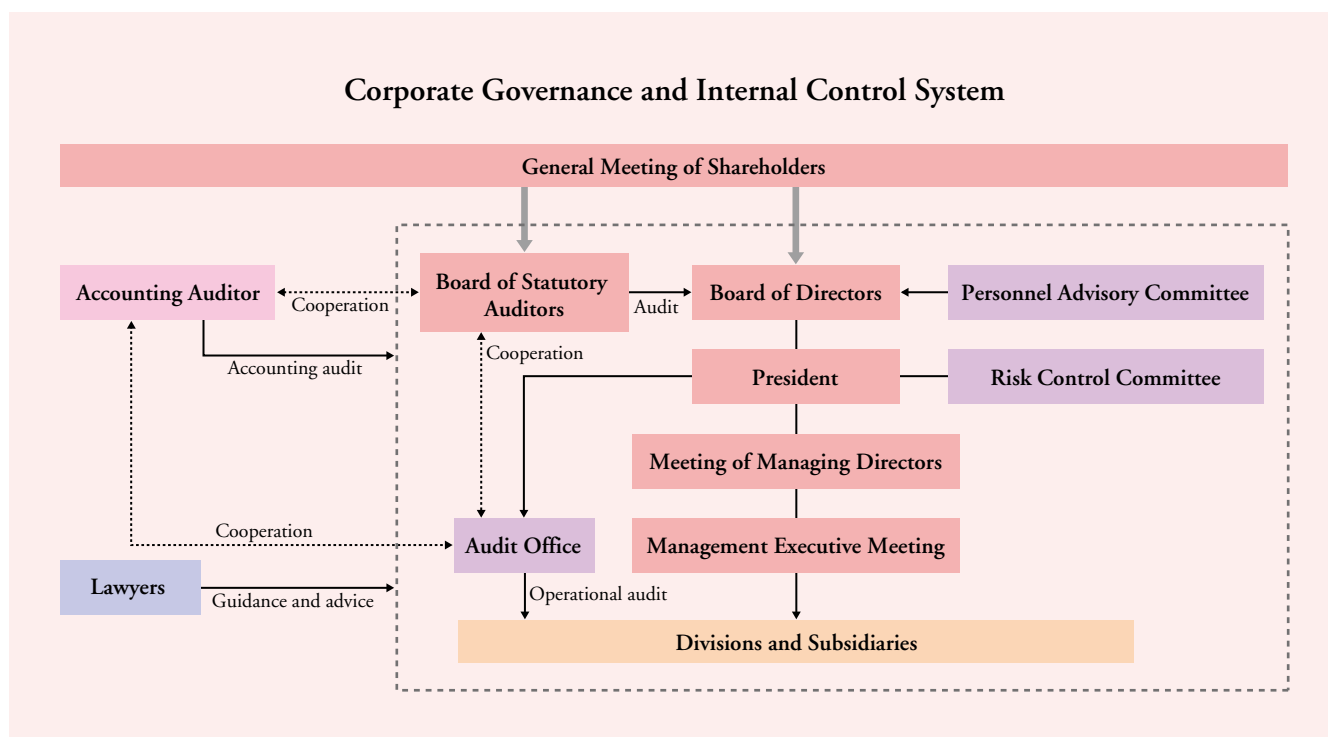 Corporate Governance and Internal Control System
General Meeting of Shareholders
Accounting Auditor
Cooperation
Board of Statutory
Auditors
Audit
Board of Directors
Personnel Advisory Committee
Accounting audit
Cooperation
President
Risk Control Committee
Meeting of Managing Directors
Cooperation
Audit Office
Management Executive Meeting
Lawyers
Guidance and advice
Operational audit
Divisions and Subsidiaries